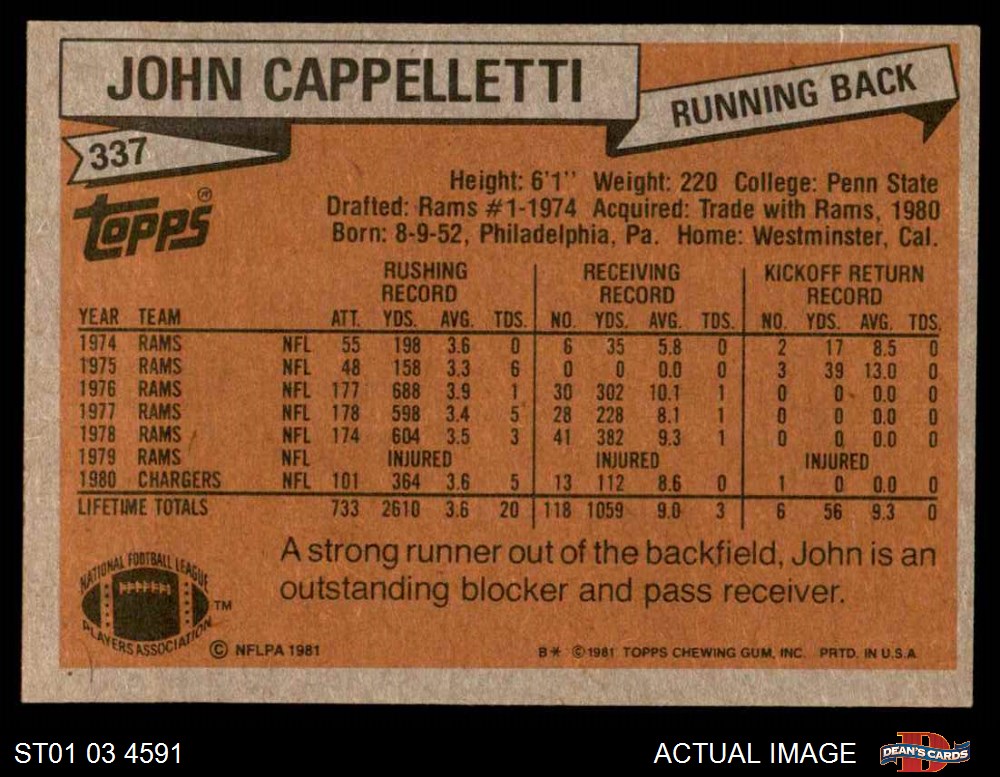 JOHN CAPPELLETTI
RUNNING BACK
337
TOPPS ®
Height: 6'1" Weight: 220 College: Penn State
Drafted: Rams #1-1974 Acquired: Trade with Rams, 1980
Born: 8-9-52, Philadelphia, Pa. Home: Westminster, Cal.
RUSHING RECEIVING KICKOFF RETURN
RECORD RECORD RECORD
YEAR TEAM ATT. YDS. AVG. TDS. NO. YDS. AVG. TDS. NO. YDS. AVG. TDS.
1974 RAMS NFL 55 198 3.6 0 6 35 5.8 0 2 17 8.5 0
1975 RAMS NFL 48 158 3.3 6 0 0 0.0 0 3 39 13.0 0
1976 RAMS NFL 177 688 3.9 1 30 302 10.1 1 0 0 0.0 0
1977 RAMS NFL 178 598 3.4 5 28 228 8.1 1 0 0 0.0 0
1978 RAMS NFL 174 604 3.5 3 41 382 9.3 1 0 0 0.0 0
1979 RAMS NFL INJURED INJURED INJURED
1980 CHARGERS NFL 101 364 3.6 5 13 112 8.6 0 1 0 0.0 0
LIFETIME TOTALS 733 2610 3.6 20 118 1059 9.0 3 6 56 9.3 0
A strong runner out of the backfield, John is an
outstanding blocker and pass receiver.
NATIONAL FOOTBALL LEAGUE
PLAYERS ASSOCIATION TM
© NFLPA 1981
B* © 1981 TOPPS CHEWING GUM, INC. PRTD. IN U.S.A.
ST01 03 4591
ACTUAL IMAGE
DEAN'S CARDS